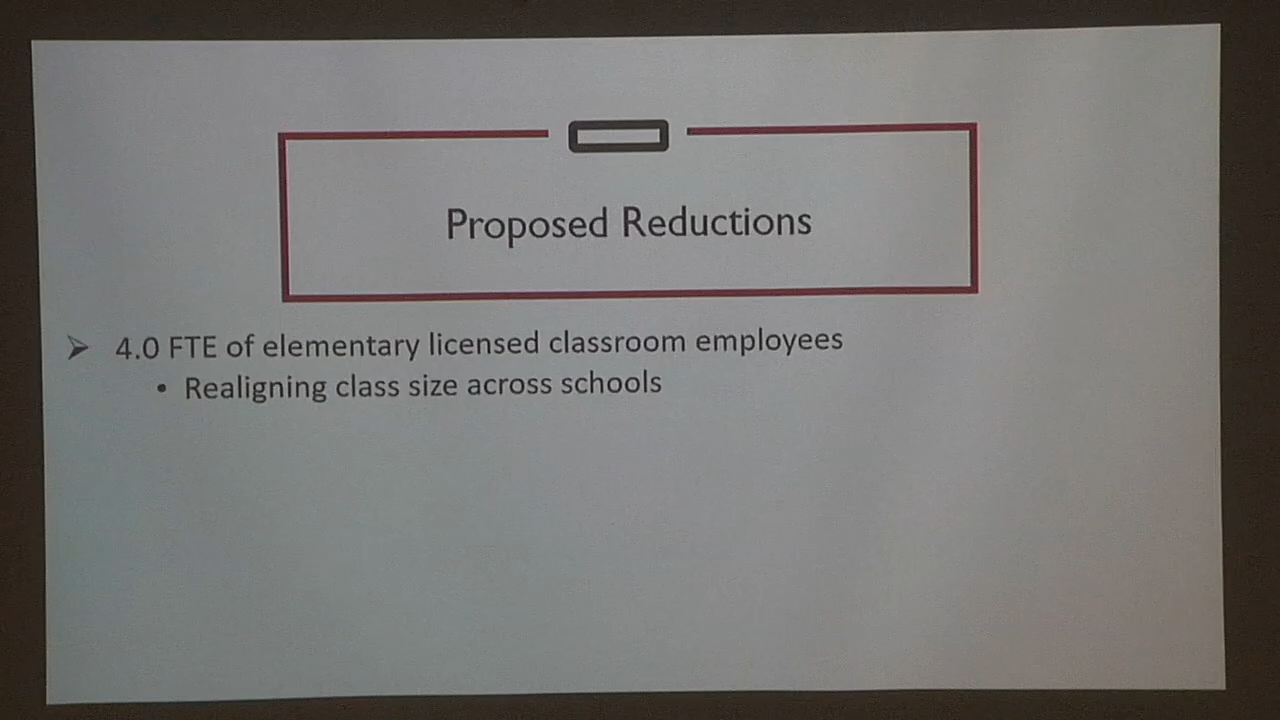 Proposed Reductions
➢ 4.0 FTE of elementary licensed classroom employees
• Realigning class size across schools